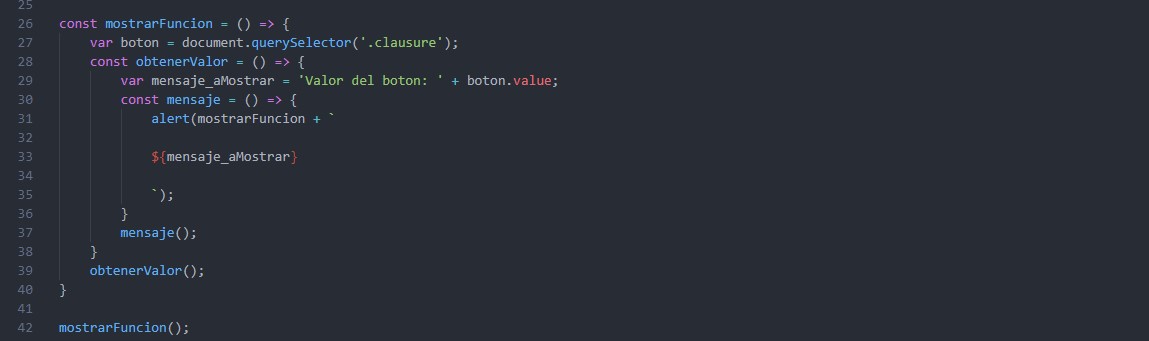 25
26 const mostrarFuncion = () => {
27     var boton = document.querySelector('.clausure');
28     const obtenerValor = () => {
29         var mensaje_aMostrar = 'Valor del boton: ' + boton.value;
30         const mensaje = () => {
31             alert(mostrarFuncion + `
32
33             ${mensaje_aMostrar}
34
35             `);
36         }
37         mensaje();
38     }
39     obtenerValor();
40 }
41
42 mostrarFuncion();